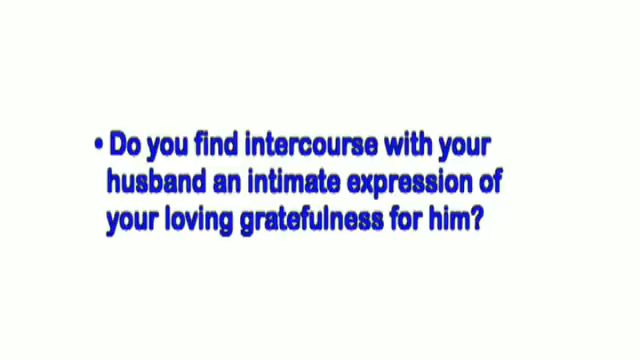 • Do you find intercourse with your
husband an intimate expression of
your loving gratefulness for him?